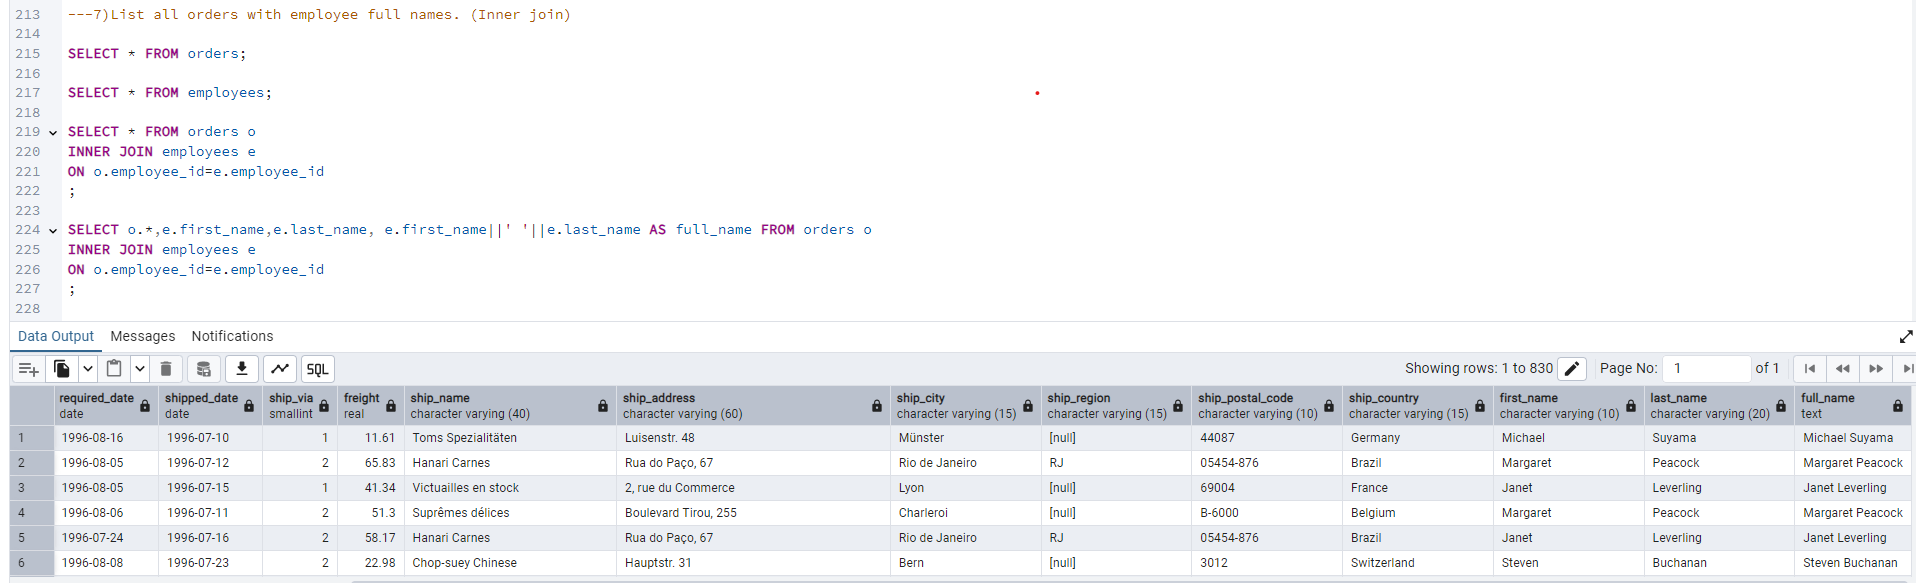 213 ---7)List all orders with employee full names. (Inner join)
214
215 SELECT * FROM orders;
216
217 SELECT * FROM employees;
218
219 SELECT * FROM orders o
220 INNER JOIN employees e
221 ON o.employee_id=e.employee_id
222 ;
223
224 SELECT o.*,e.first_name,e.last_name, e.first_name||' '||e.last_name AS full_name FROM orders o
225 INNER JOIN employees e
226 ON o.employee_id=e.employee_id
227 ;
228
Data Output Messages Notifications
SQL Showing rows: 1 to 830 Page No: 1 of 1
required_date shipped_date ship_via freight ship_name ship_address ship_city ship_region ship_postal_code ship_country first_name last_name full_name
date date smallint real character varying (40) character varying (60) character varying (15) character varying (15) character varying (10) character varying (15) character varying (10) character varying (20) text
1 1996-08-16 1996-07-10 1 11.61 Toms Spezialitäten Luisenstr. 48 Münster [null] 44087 Germany Michael Suyama Michael Suyama
2 1996-08-05 1996-07-12 2 65.83 Hanari Carnes Rua do Paço, 67 Rio de Janeiro RJ 05454-876 Brazil Margaret Peacock Margaret Peacock
3 1996-08-05 1996-07-15 1 41.34 Victuailles en stock 2, rue du Commerce Lyon [null] 69004 France Janet Leverling Janet Leverling
4 1996-08-06 1996-07-11 2 51.3 Suprêmes délices Boulevard Tirou, 255 Charleroi [null] B-6000 Belgium Margaret Peacock Margaret Peacock
5 1996-07-24 1996-07-16 2 58.17 Hanari Carnes Rua do Paço, 67 Rio de Janeiro RJ 05454-876 Brazil Janet Leverling Janet Leverling
6 1996-08-08 1996-07-23 2 22.98 Chop-suey Chinese Hauptstr. 31 Bern [null] 3012 Switzerland Steven Buchanan Steven Buchanan